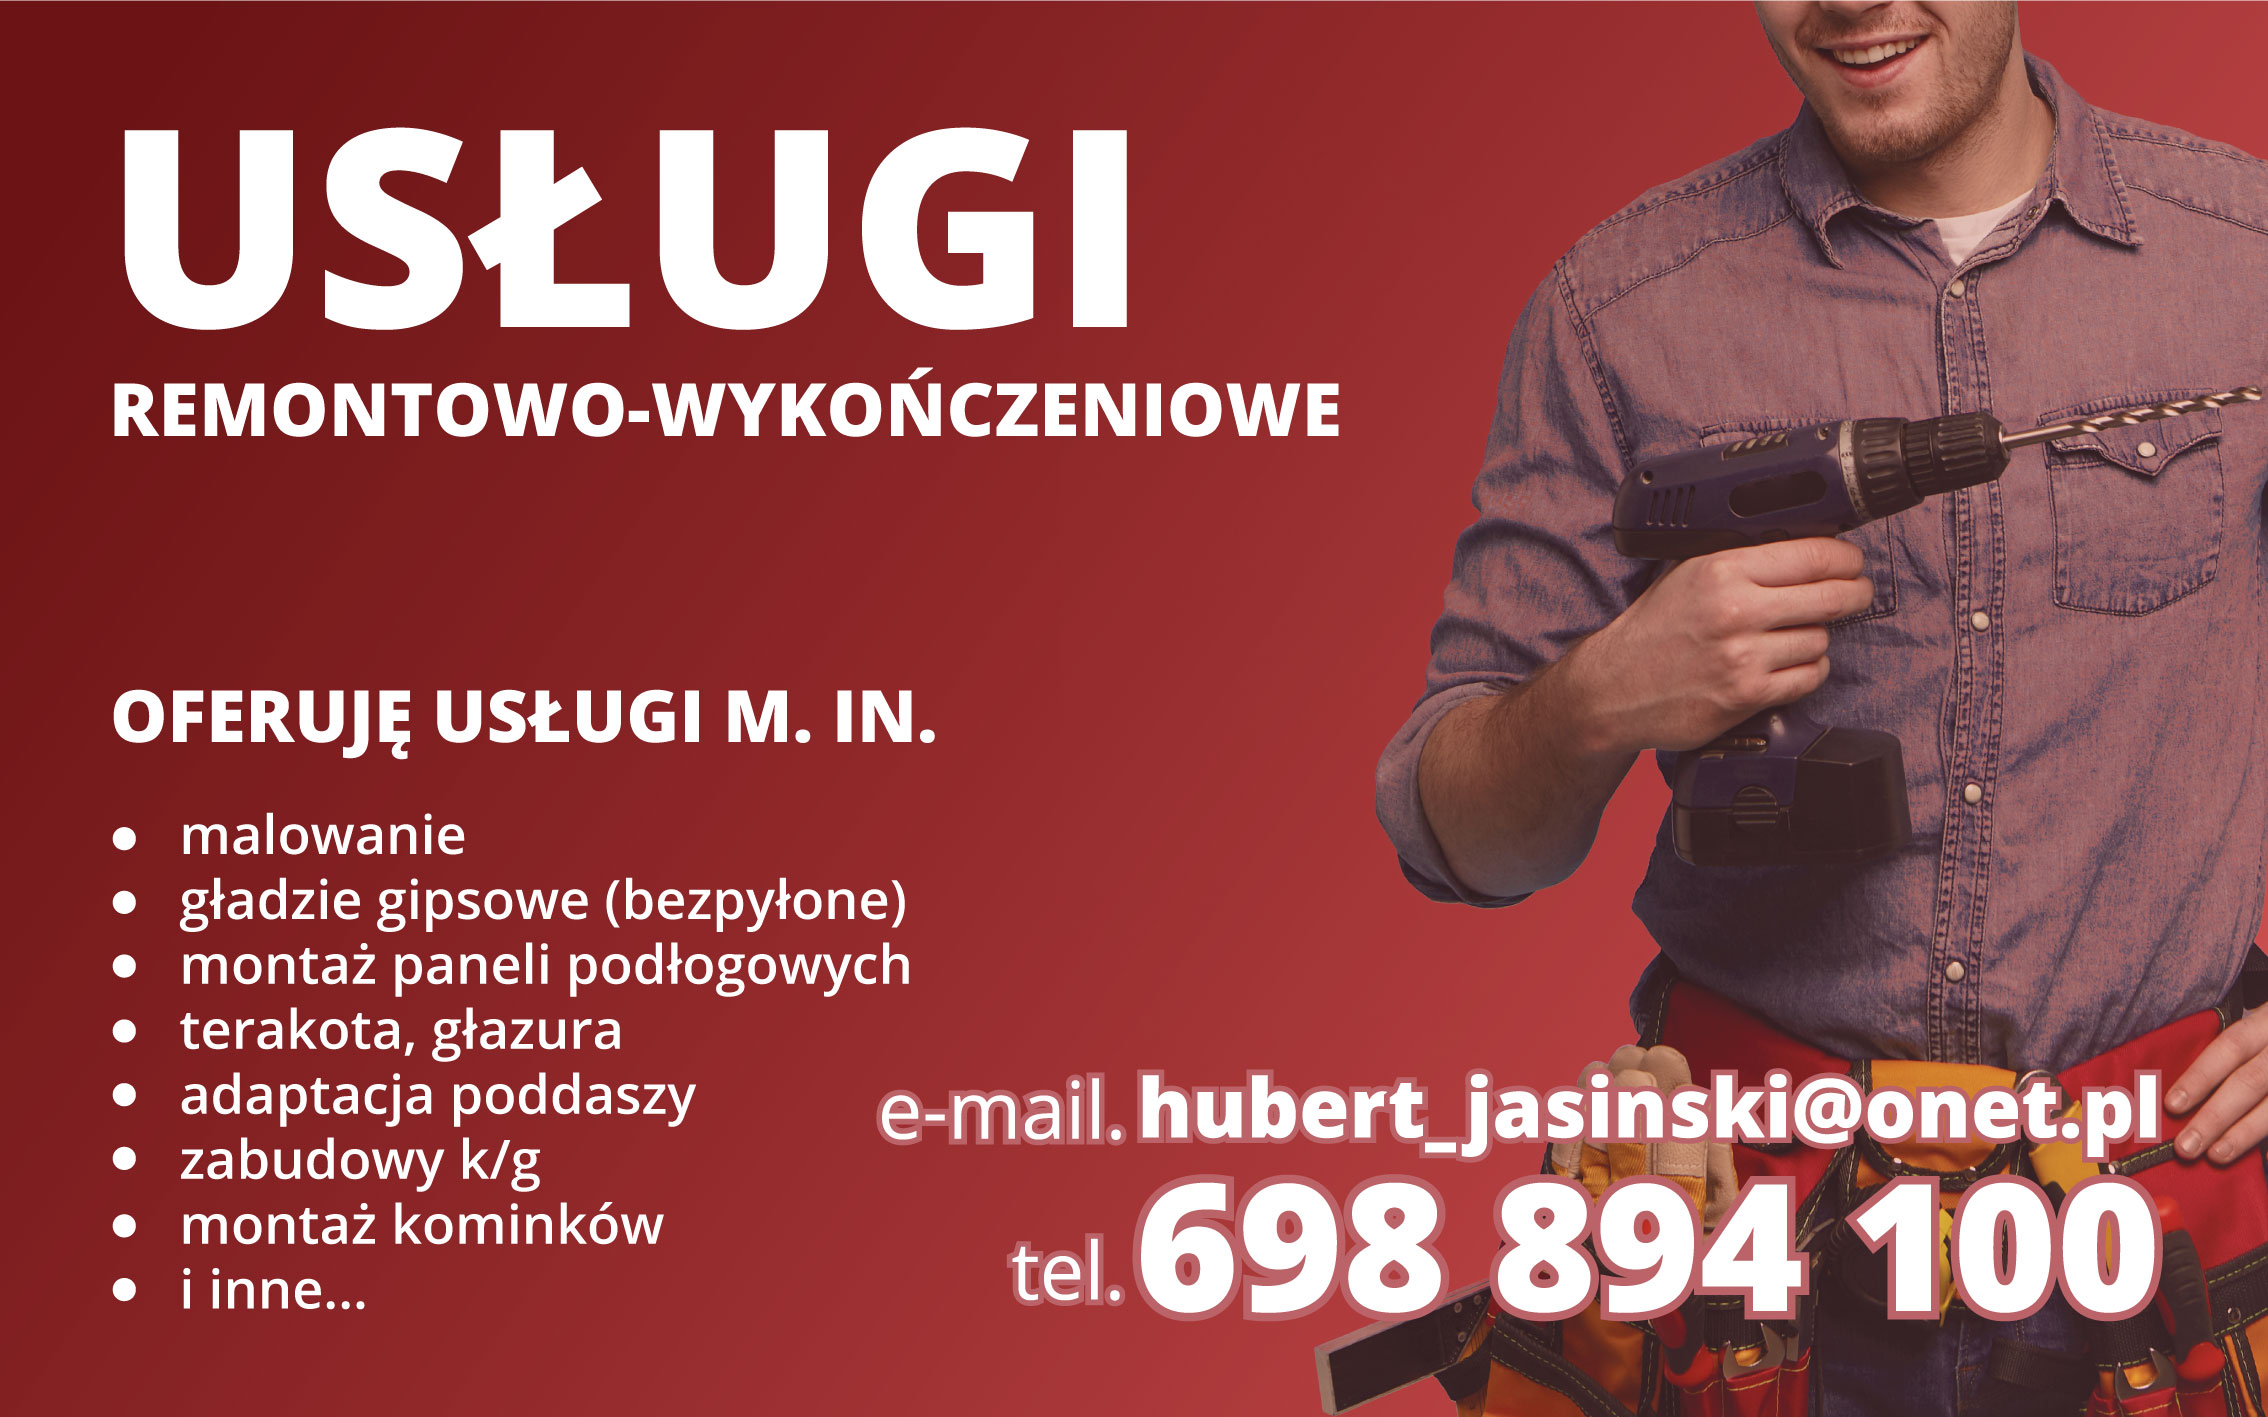 USŁUGI
REMONTOWO-WYKOŃCZENIOWE
OFERUJĘ USŁUGI M. IN.
• malowanie
• gładzie gipsowe (bezpyłone)
• montaż paneli podłogowych
• terakota, głazura
• adaptacja poddaszy
• zabudowy k/g
• montaż kominków
• i inne...
e-mail. hubert_jasinski@onet.pl
tel. 698 894 100